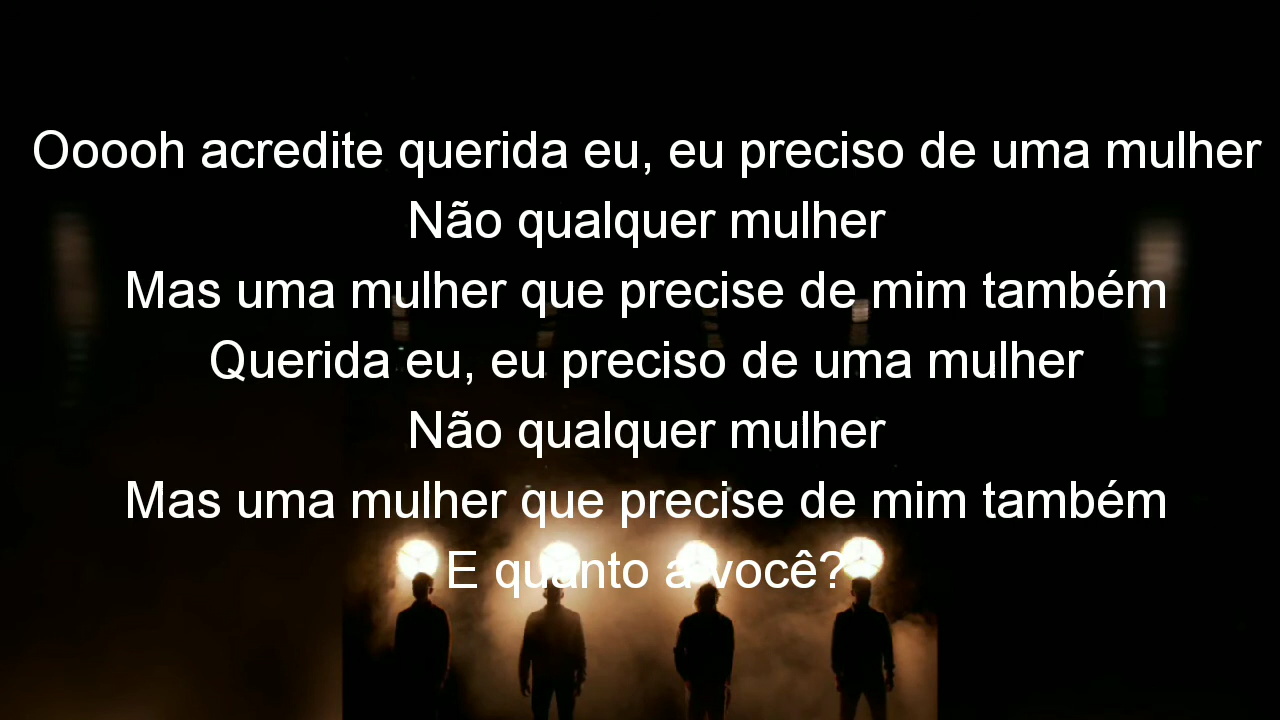 Ooooh acredite querida eu, eu preciso de uma mulher
Não qualquer mulher
Mas uma mulher que precise de mim também
Querida eu, eu preciso de uma mulher
Não qualquer mulher
Mas uma mulher que precise de mim também
E quanto a você?